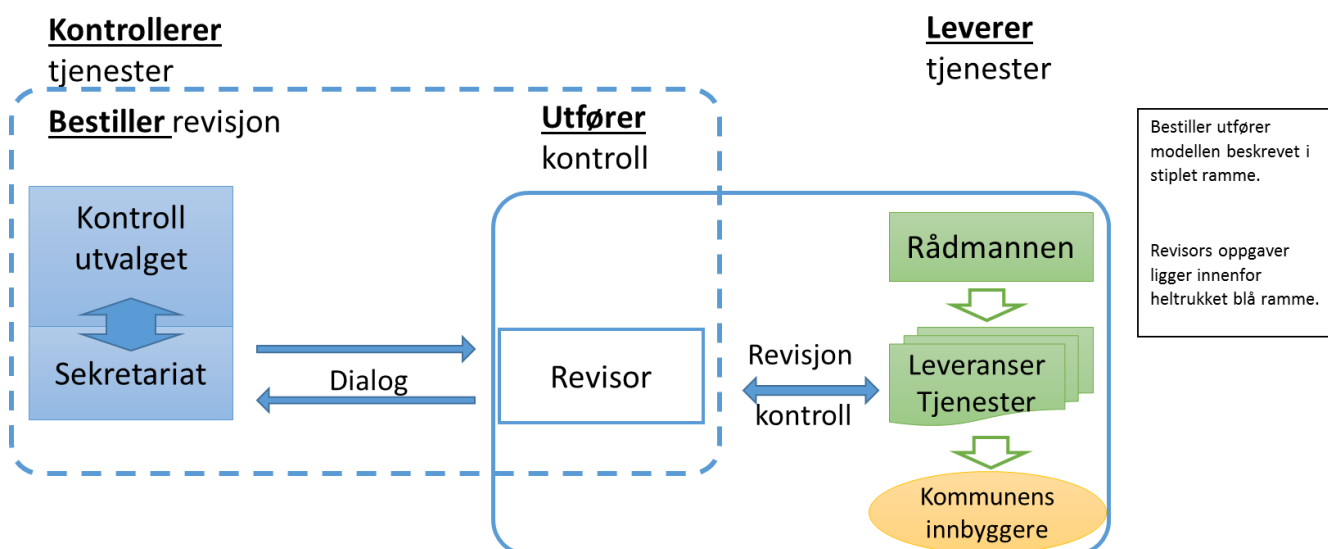 Kontrollerer
tjenester
Leverer
tjenester
Bestiller revisjon
Utfører
kontroll
Kontroll
utvalget
Sekretariat
Dialog
Revisor
Revisjon
kontroll
Rådmannen
Leveranser
Tjenester
Kommunens
innbyggere
Bestiller utfører
modellen beskrevet i
stiplet ramme.
Revisors oppgaver
ligger innenfor
heltrukket blå ramme.